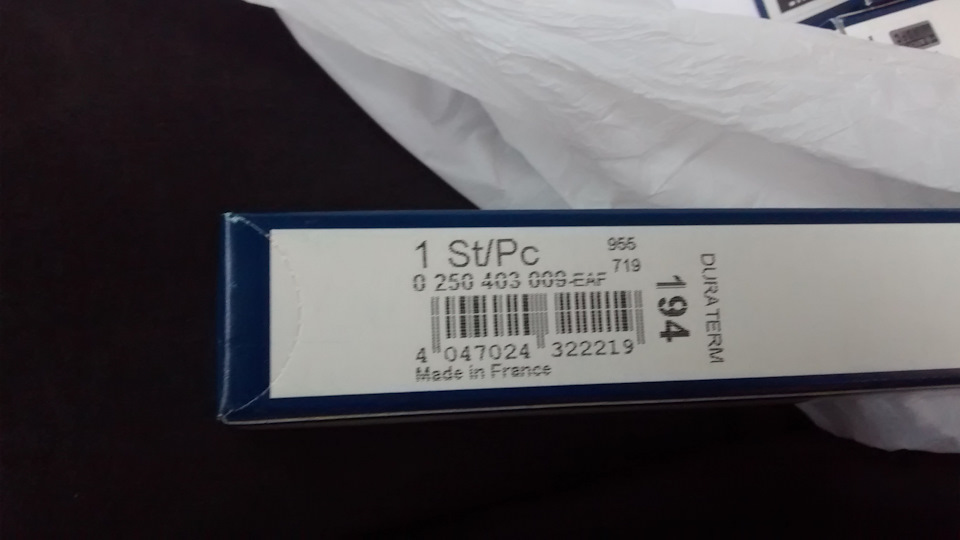 1 St/Pc
955
719
0 250 403 009-EAF
4 047024 322219
Made in France
194
DURATERM